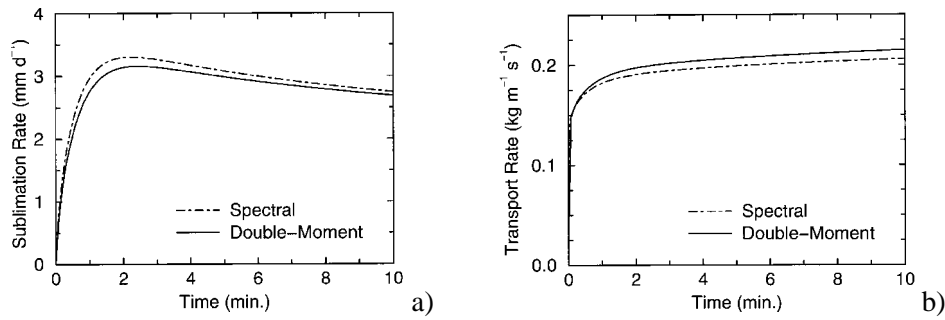 4
3
2
1
0
Sublimation Rate (mm d⁻¹)
Spectral
Double–Moment
0 2 4 6 8 10
Time (min.)
a)
0.2
0.1
0.0
Transport Rate (kg m⁻¹ s⁻¹)
Spectral
Double–Moment
0 2 4 6 8 10
Time (min.)
b)